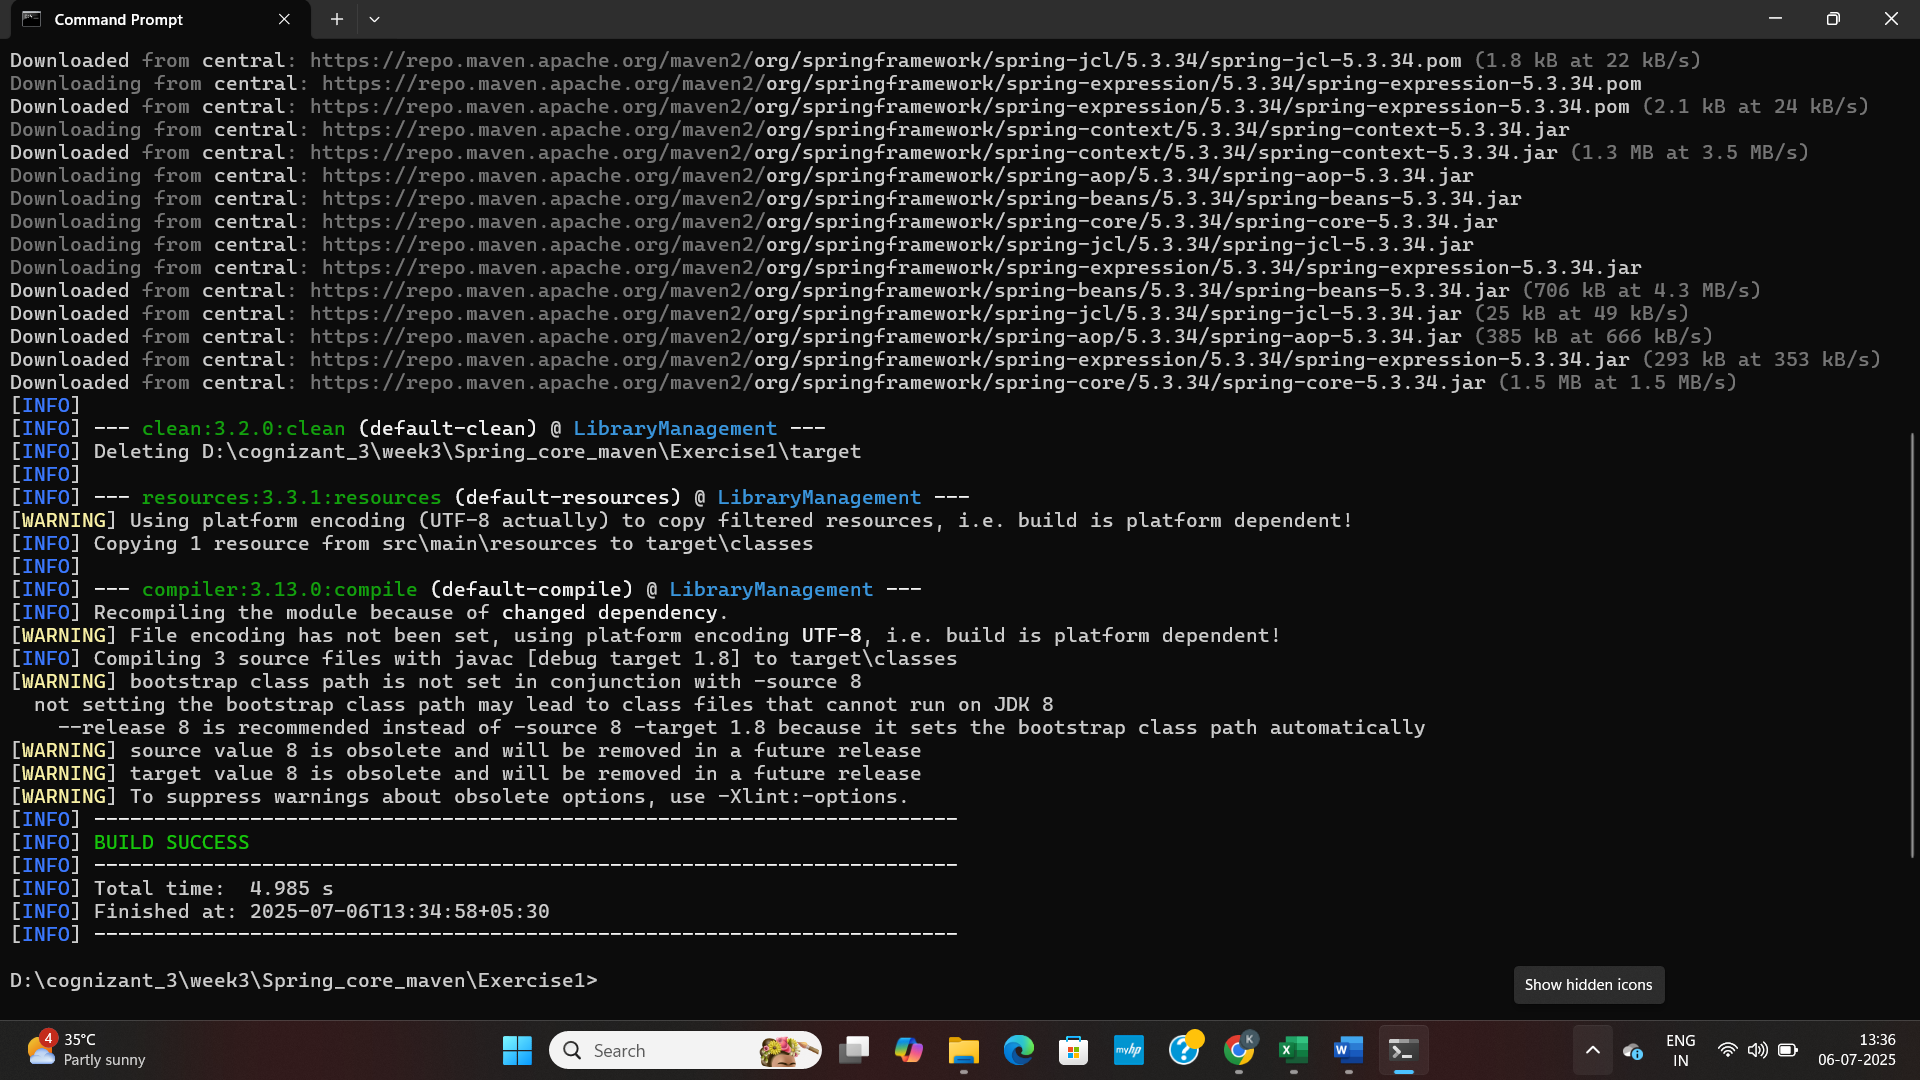 Command Prompt
Downloaded from central: https://repo.maven.apache.org/maven2/org/springframework/spring-jcl/5.3.34/spring-jcl-5.3.34.pom (1.8 kB at 22 kB/s)
Downloading from central: https://repo.maven.apache.org/maven2/org/springframework/spring-expression/5.3.34/spring-expression-5.3.34.pom
Downloaded from central: https://repo.maven.apache.org/maven2/org/springframework/spring-expression/5.3.34/spring-expression-5.3.34.pom (2.1 kB at 24 kB/s)
Downloading from central: https://repo.maven.apache.org/maven2/org/springframework/spring-context/5.3.34/spring-context-5.3.34.jar
Downloaded from central: https://repo.maven.apache.org/maven2/org/springframework/spring-context/5.3.34/spring-context-5.3.34.jar (1.3 MB at 3.5 MB/s)
Downloading from central: https://repo.maven.apache.org/maven2/org/springframework/spring-aop/5.3.34/spring-aop-5.3.34.jar
Downloading from central: https://repo.maven.apache.org/maven2/org/springframework/spring-beans/5.3.34/spring-beans-5.3.34.jar
Downloading from central: https://repo.maven.apache.org/maven2/org/springframework/spring-core/5.3.34/spring-core-5.3.34.jar
Downloading from central: https://repo.maven.apache.org/maven2/org/springframework/spring-jcl/5.3.34/spring-jcl-5.3.34.jar
Downloading from central: https://repo.maven.apache.org/maven2/org/springframework/spring-expression/5.3.34/spring-expression-5.3.34.jar
Downloaded from central: https://repo.maven.apache.org/maven2/org/springframework/spring-beans/5.3.34/spring-beans-5.3.34.jar (706 kB at 4.3 MB/s)
Downloaded from central: https://repo.maven.apache.org/maven2/org/springframework/spring-jcl/5.3.34/spring-jcl-5.3.34.jar (25 kB at 49 kB/s)
Downloaded from central: https://repo.maven.apache.org/maven2/org/springframework/spring-aop/5.3.34/spring-aop-5.3.34.jar (385 kB at 666 kB/s)
Downloaded from central: https://repo.maven.apache.org/maven2/org/springframework/spring-expression/5.3.34/spring-expression-5.3.34.jar (293 kB at 353 kB/s)
Downloaded from central: https://repo.maven.apache.org/maven2/org/springframework/spring-core/5.3.34/spring-core-5.3.34.jar (1.5 MB at 1.5 MB/s)
[INFO]
[INFO] --- clean:3.2.0:clean (default-clean) @ LibraryManagement ---
[INFO] Deleting D:\cognizant_3\week3\Spring_core_maven\Exercise1\target
[INFO]
[INFO] --- resources:3.3.1:resources (default-resources) @ LibraryManagement ---
[WARNING] Using platform encoding (UTF-8 actually) to copy filtered resources, i.e. build is platform dependent!
[INFO] Copying 1 resource from src\main\resources to target\classes
[INFO]
[INFO] --- compiler:3.13.0:compile (default-compile) @ LibraryManagement ---
[INFO] Recompiling the module because of changed dependency.
[WARNING] File encoding has not been set, using platform encoding UTF-8, i.e. build is platform dependent!
[INFO] Compiling 3 source files with javac [debug target 1.8] to target\classes
[WARNING] bootstrap class path is not set in conjunction with -source 8
not setting the bootstrap class path may lead to class files that cannot run on JDK 8
--release 8 is recommended instead of -source 8 -target 1.8 because it sets the bootstrap class path automatically
[WARNING] source value 8 is obsolete and will be removed in a future release
[WARNING] target value 8 is obsolete and will be removed in a future release
[WARNING] To suppress warnings about obsolete options, use -Xlint:-options.
[INFO] ------------------------------------------------------------------------
[INFO] BUILD SUCCESS
[INFO] ------------------------------------------------------------------------
[INFO] Total time:  4.985 s
[INFO] Finished at: 2025-07-06T13:34:58+05:30
[INFO] ------------------------------------------------------------------------
D:\cognizant_3\week3\Spring_core_maven\Exercise1>
Show hidden icons
4
35°C
Partly sunny
Search
myhp
?
K
X
W
ENG
IN
13:36
06-07-2025